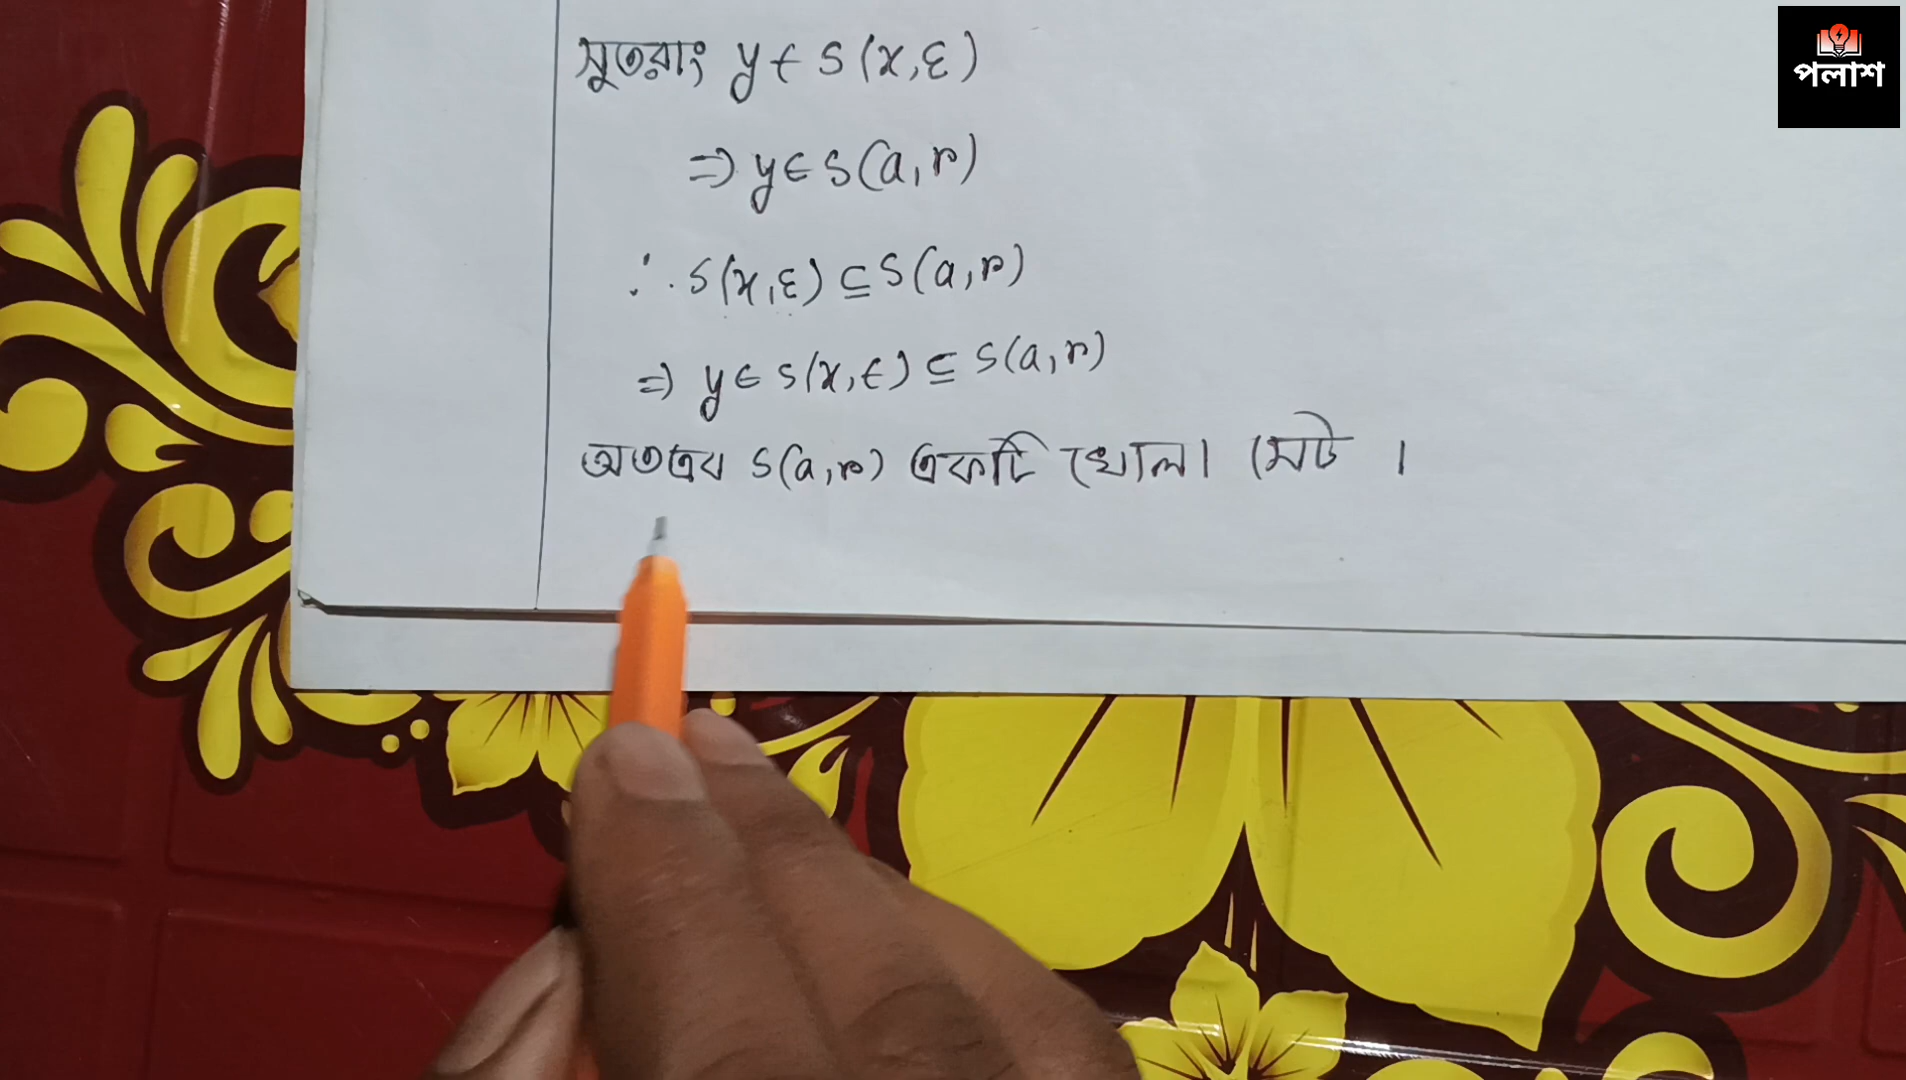 সুতরাং y ∈ S(x,ε)
⇒ y ∈ S(a,r)
∴ S(x,ε) ⊆ S(a,r)
⇒ y ∈ S(x,ε) ⊆ S(a,r)
অতএব S(a,r) একটি খোলা সেট ।
পলাশ